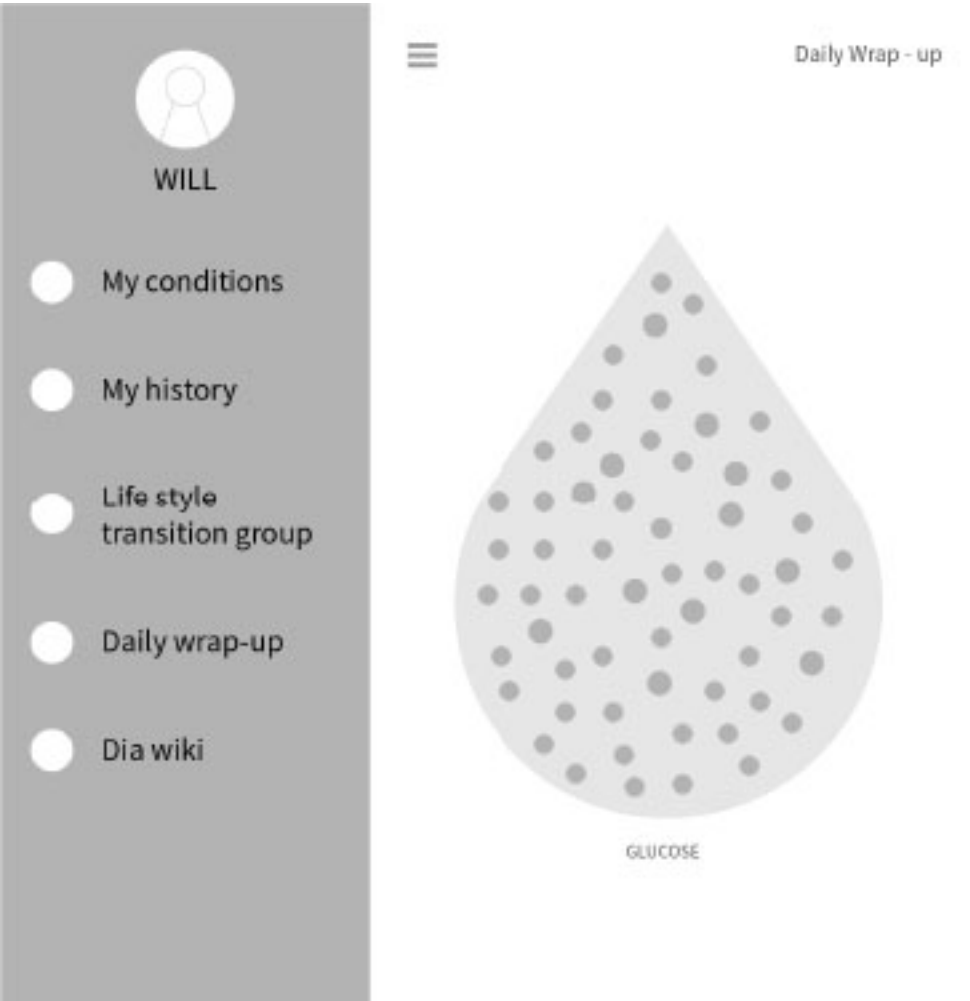 WILL
My conditions
My history
Life style
transition group
Daily wrap-up
Dia wiki
Daily Wrap - up
GLUCOSE